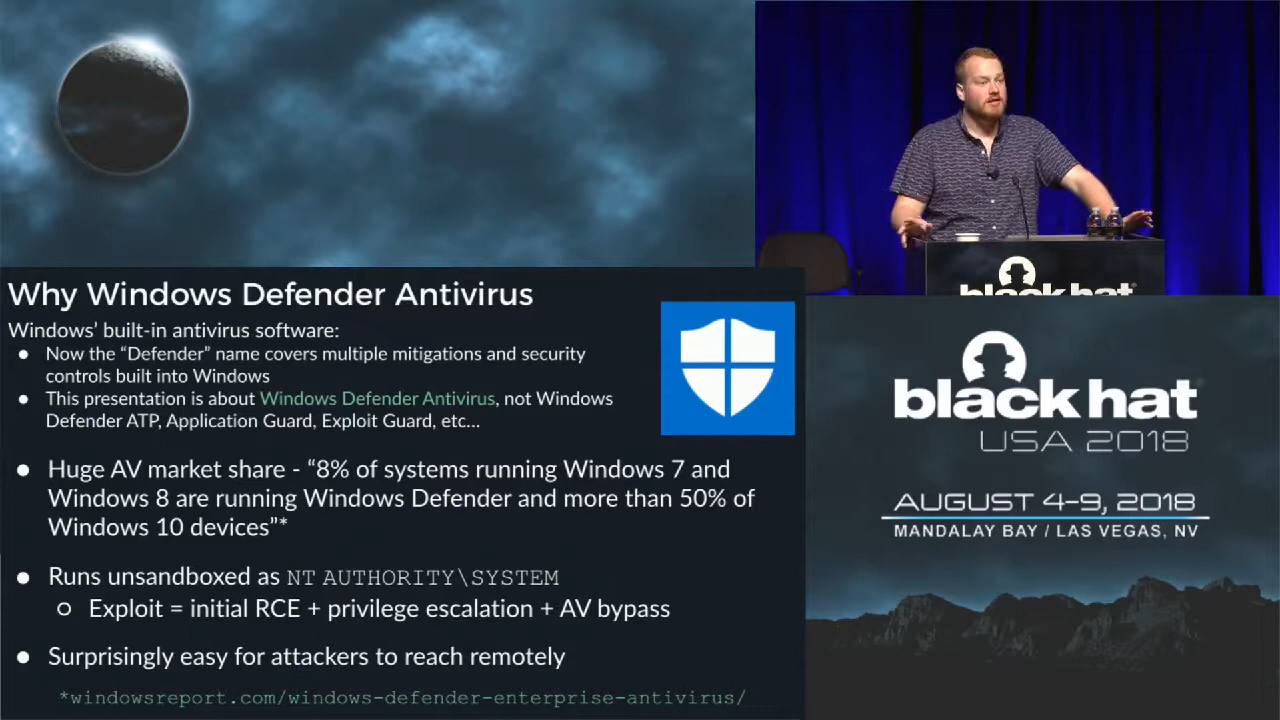 black hat
Why Windows Defender Antivirus
Windows’ built-in antivirus software:
● Now the “Defender” name covers multiple mitigations and security
controls built into Windows
● This presentation is about Windows Defender Antivirus, not Windows
Defender ATP, Application Guard, Exploit Guard, etc...
● Huge AV market share - “8% of systems running Windows 7 and
Windows 8 are running Windows Defender and more than 50% of
Windows 10 devices”*
● Runs unsandboxed as NT AUTHORITY\SYSTEM
○ Exploit = initial RCE + privilege escalation + AV bypass
● Surprisingly easy for attackers to reach remotely
*windowsreport.com/windows-defender-enterprise-antivirus/
black hat
USA 2018
AUGUST 4-9, 2018
MANDALAY BAY / LAS VEGAS, NV